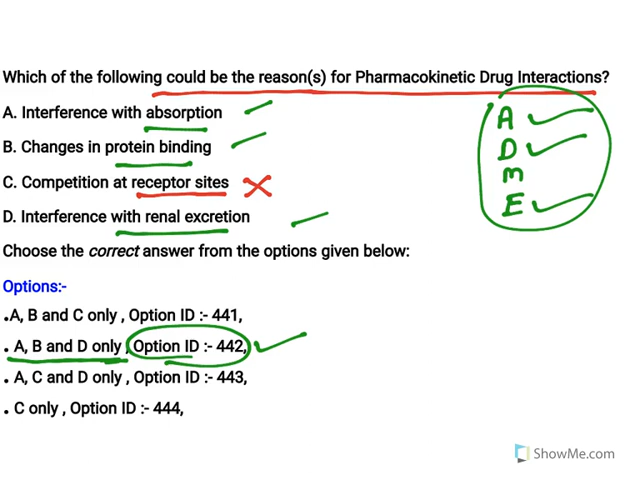 Which of the following could be the reason(s) for Pharmacokinetic Drug Interactions?
A. Interference with absorption
B. Changes in protein binding
C. Competition at receptor sites
D. Interference with renal excretion
Choose the correct answer from the options given below:
Options:-
.A, B and C only , Option ID :- 441,
. A, B and D only , Option ID :- 442,
. A, C and D only , Option ID :- 443,
. C only , Option ID :- 444,
A
D
m
E
ShowMe.com